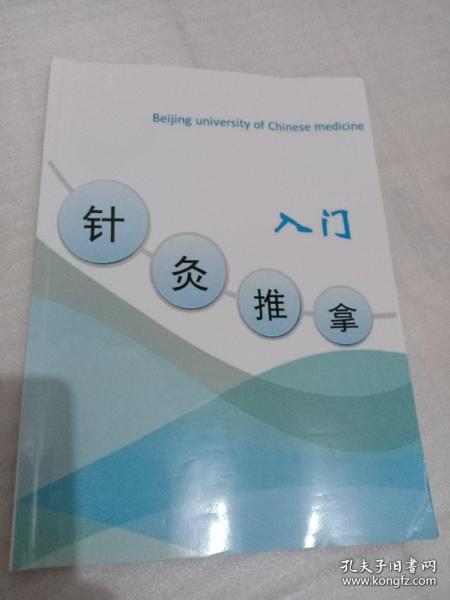 Beijing university of Chinese medicine
入门
针灸推拿
孔夫子旧书网
www.kongfz.com